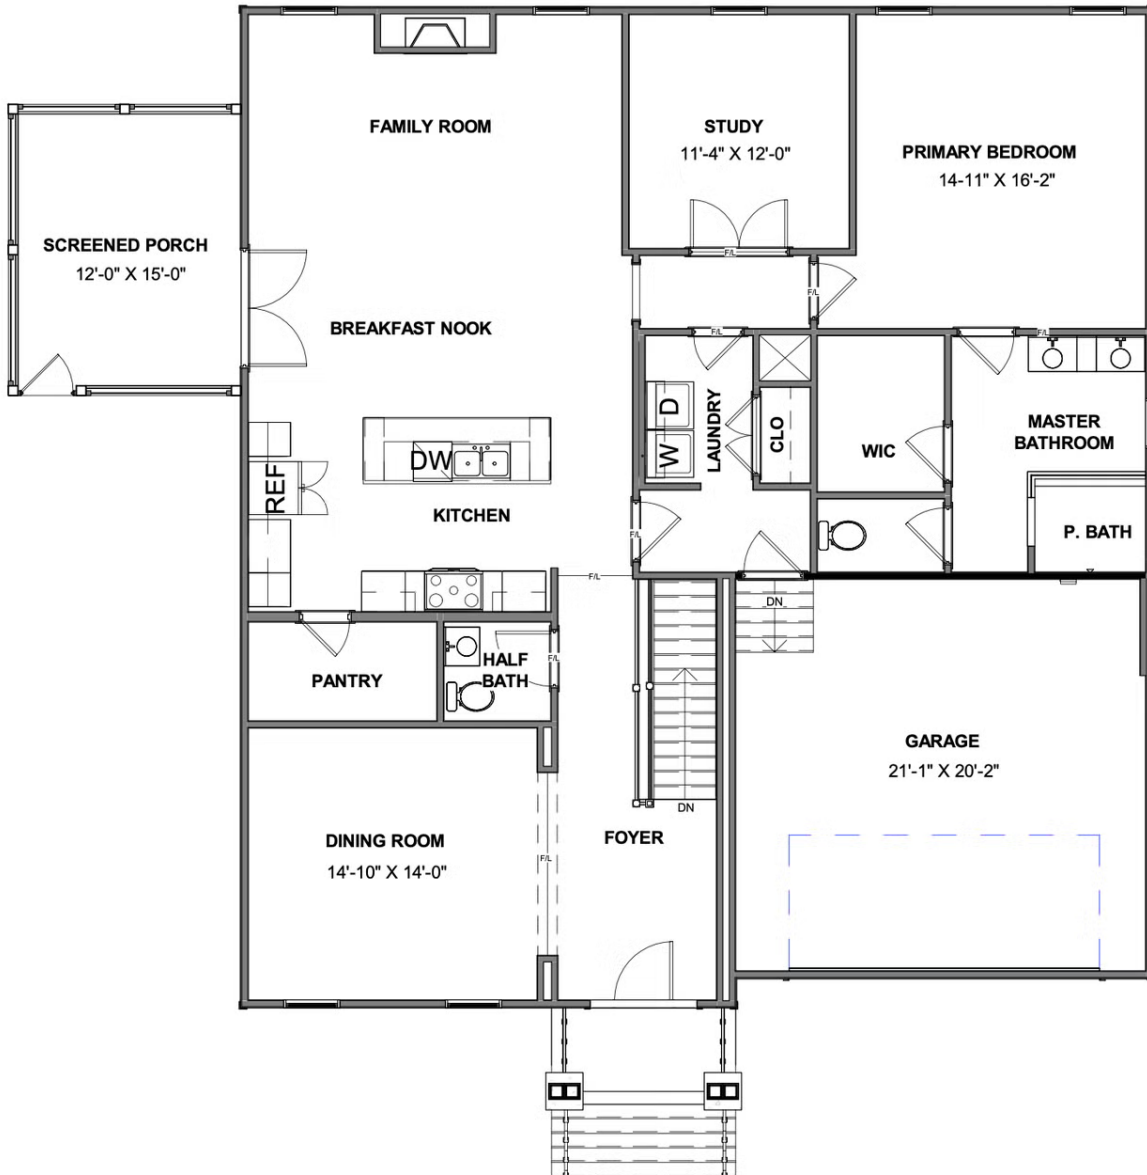 FAMILY ROOM
STUDY
11'-4" X 12'-0"
PRIMARY BEDROOM
14-11" X 16'-2"
SCREENED PORCH
12'-0" X 15'-0"
F/L
F/L
BREAKFAST NOOK
F/L
F/L
D
W
LAUNDRY
CLO
WIC
MASTER
BATHROOM
DW
REF
KITCHEN
F/L
P. BATH
F/L
DN
HALF
BATH
F/L
PANTRY
GARAGE
21'-1" X 20'-2"
DN
DINING ROOM
14'-10" X 14'-0"
F/L
FOYER